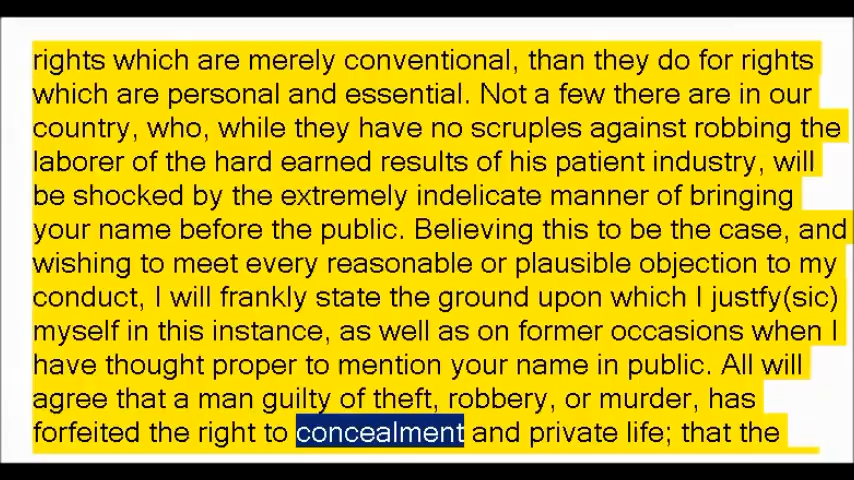 rights which are merely conventional, than they do for rights
which are personal and essential. Not a few there are in our
country, who, while they have no scruples against robbing the
laborer of the hard earned results of his patient industry, will
be shocked by the extremely indelicate manner of bringing
your name before the public. Believing this to be the case, and
wishing to meet every reasonable or plausible objection to my
conduct, I will frankly state the ground upon which I justfy(sic)
myself in this instance, as well as on former occasions when I
have thought proper to mention your name in public. All will
agree that a man guilty of theft, robbery, or murder, has
forfeited the right to concealment and private life; that the